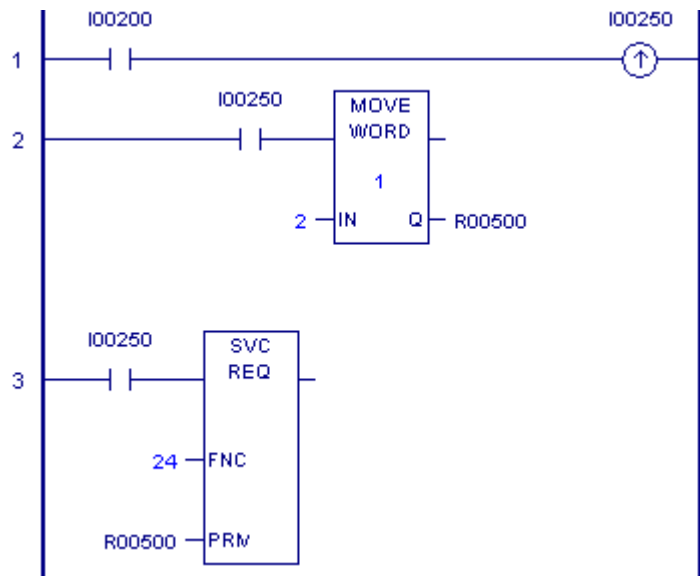 I00200 I00250
1
I00250
2
MOVE
WORD
1
2 IN Q R00500
I00250
3
SVC
REQ
24 FNC
R00500 PRM